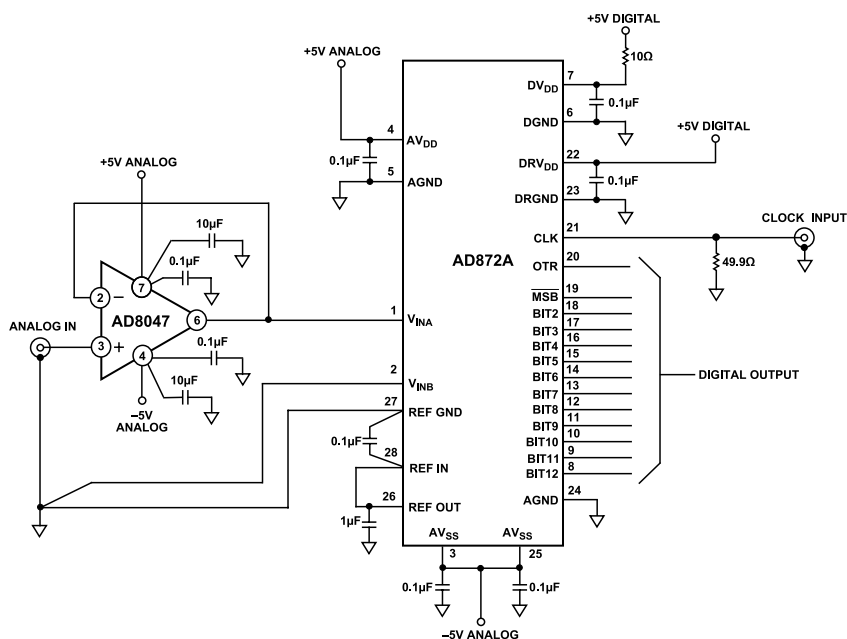 +5V DIGITAL
10Ω
+5V ANALOG
7
DVDD
0.1µF
6
DGND
+5V DIGITAL
4
AVDD
22
DRVDD
0.1µF
+5V ANALOG
5
AGND
0.1µF
23
DRGND
10µF
21
CLK
CLOCK INPUT
0.1µF
AD872A
20
OTR
49.9Ω
7
2
–
19
MSB
18
BIT2
AD8047
6
1
VINA
17
BIT3
ANALOG IN
3
+
16
BIT4
4
0.1µF
15
BIT5
2
VINB
14
BIT6
DIGITAL OUTPUT
10µF
13
BIT7
–5V
ANALOG
27
REF GND
12
BIT8
11
BIT9
0.1µF
10
BIT10
28
REF IN
9
BIT11
8
BIT12
26
REF OUT
24
AGND
1µF
AVSS
AVSS
3
25
0.1µF
0.1µF
–5V ANALOG